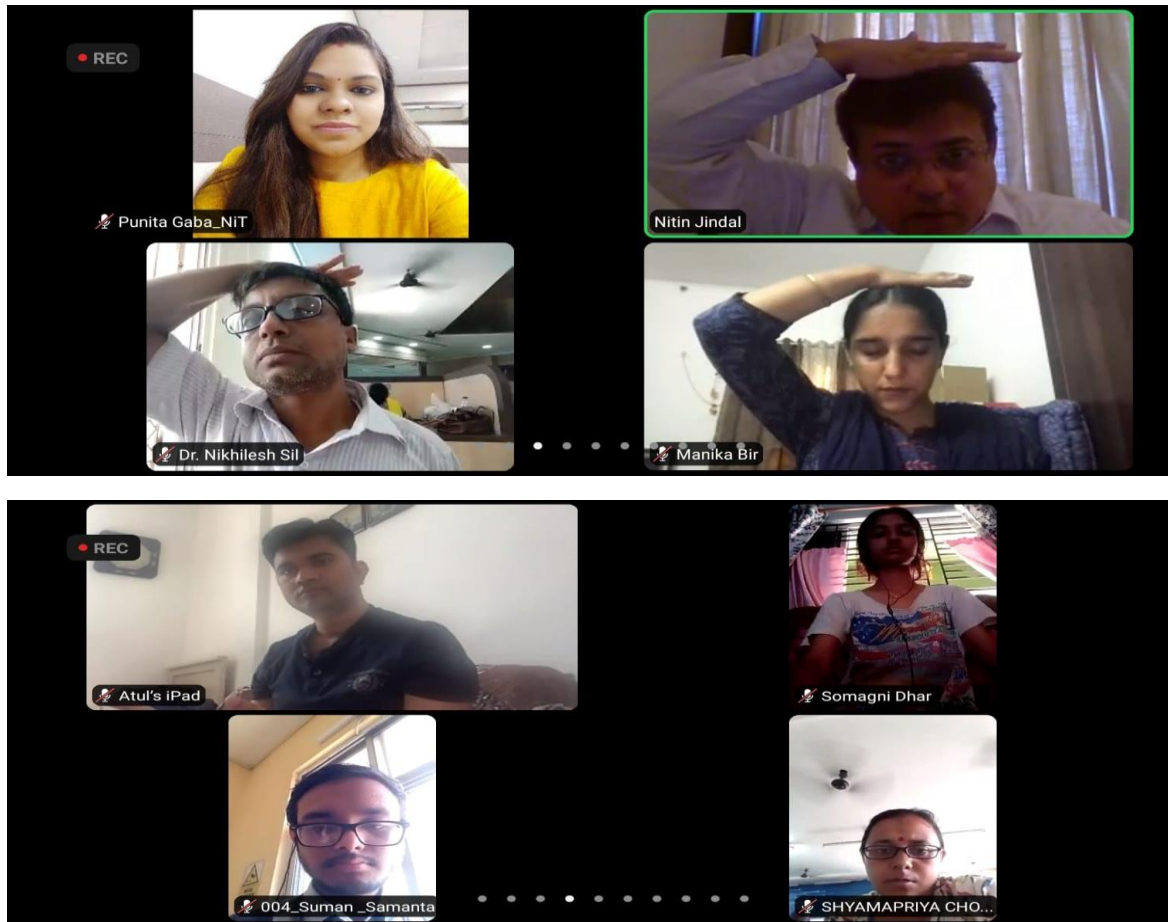 REC
Punita Gaba_NiT
Nitin Jindal
Dr. Nikhilesh Sil
Manika Bir
REC
Atul's iPad
Somagni Dhar
004_Suman _Samanta
SHYAMAPRIYA CHO...